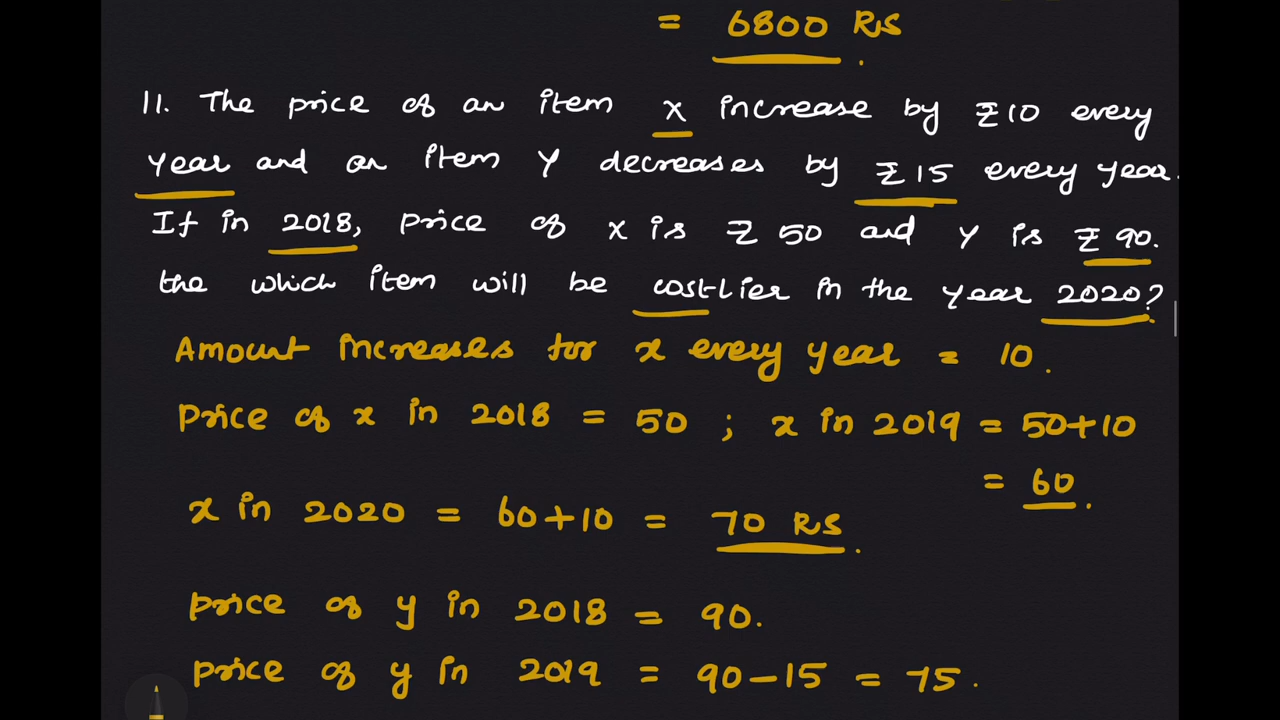 = 6800 RS
11. The price of an item x increase by ₹10 every
year and an item Y decreases by ₹15 every year.
If in 2018, price of x is ₹50 and Y is ₹90.
the which item will be costlier in the year 2020?
Amount increases for x every year = 10.
price of x in 2018 = 50 ; x in 2019 = 50+10
= 60.
x in 2020 = 60+10 = 70 RS.
price of y in 2018 = 90.
price of y in 2019 = 90-15 = 75.